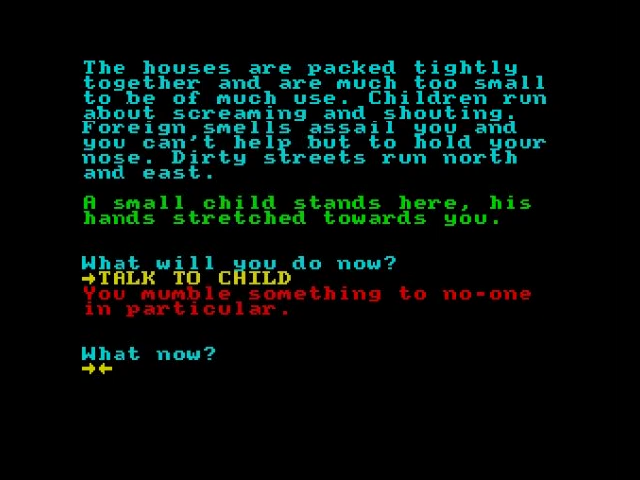 The houses are packed tightly
together and are much too small
to be of much use. Children run
about screaming and shouting.
Foreign smells assail you and
you can't help but to hold your
nose. Dirty streets run north
and east.
A small child stands here, his
hands stretched towards you.
What will you do now?
→TALK TO CHILD
You mumble something to no-one
in particular.
What now?
→←